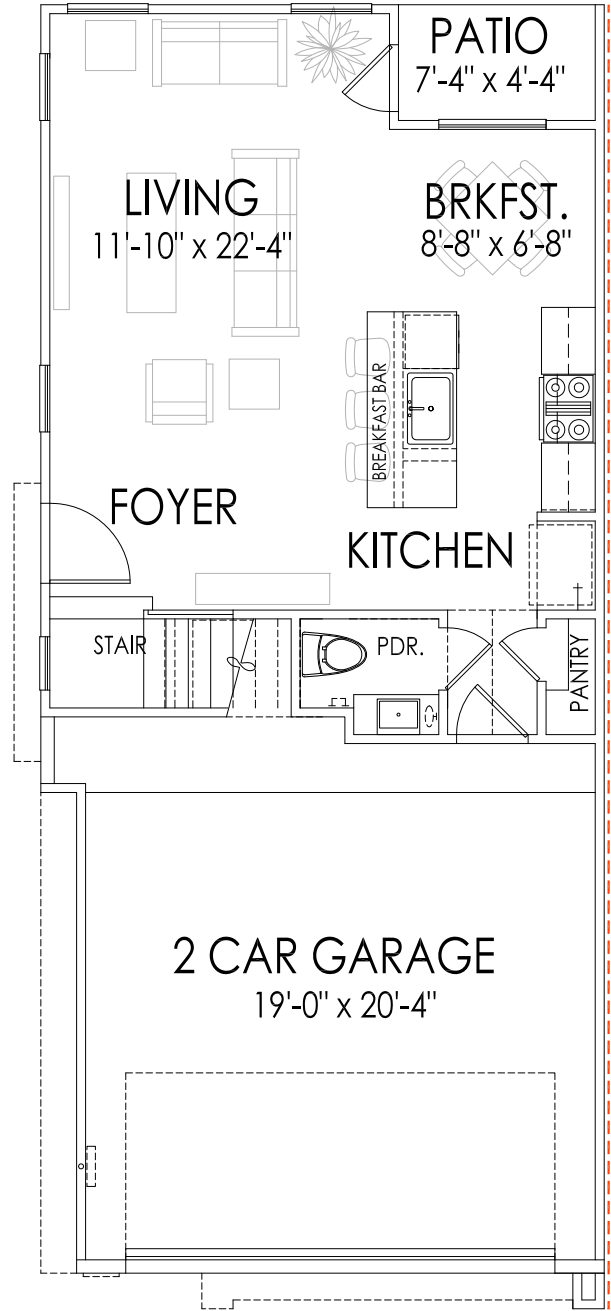 PATIO
7'-4" x 4'-4"
LIVING
11'-10" x 22'-4"
BRKFST.
8'-8" x 6'-8"
BREAKFAST BAR
FOYER
KITCHEN
STAIR
PDR.
PANTRY
2 CAR GARAGE
19'-0" x 20'-4"